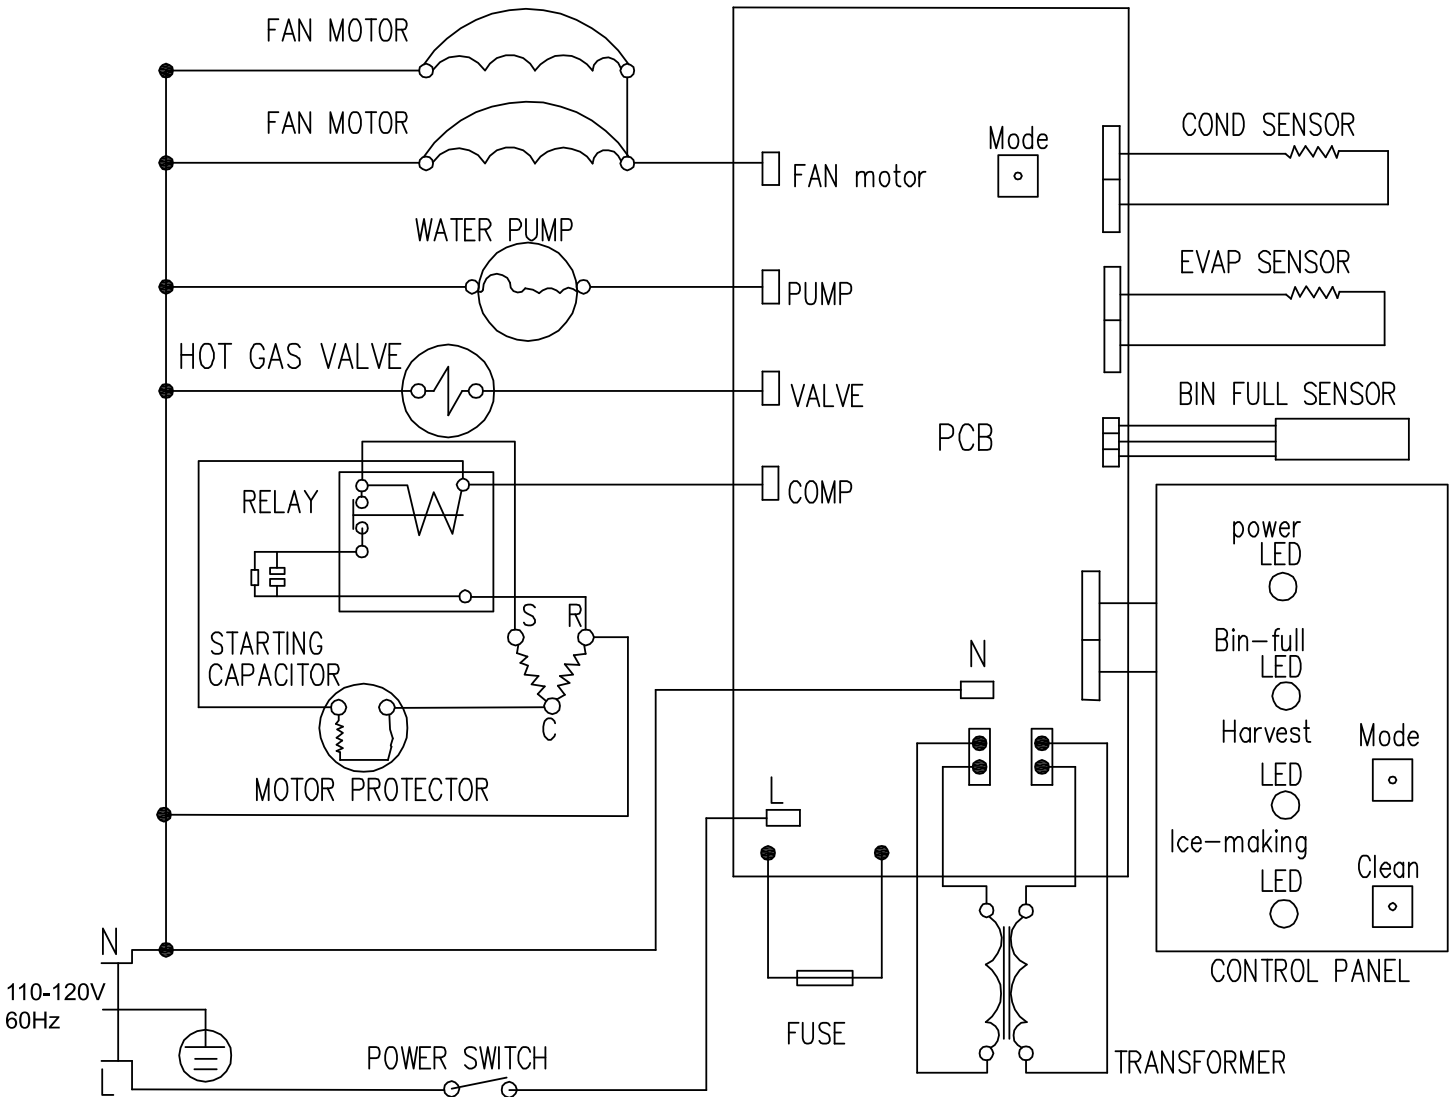 FAN MOTOR
FAN MOTOR
FAN motor
Mode
COND SENSOR
WATER PUMP
PUMP
EVAP SENSOR
HOT GAS VALVE
VALVE
PCB
BIN FULL SENSOR
RELAY
COMP
S
R
C
STARTING
CAPACITOR
MOTOR PROTECTOR
N
L
power
LED
Bin-full
LED
Harvest
LED
Ice-making
LED
Mode
Clean
CONTROL PANEL
N
110-120V
60Hz
L
POWER SWITCH
FUSE
TRANSFORMER